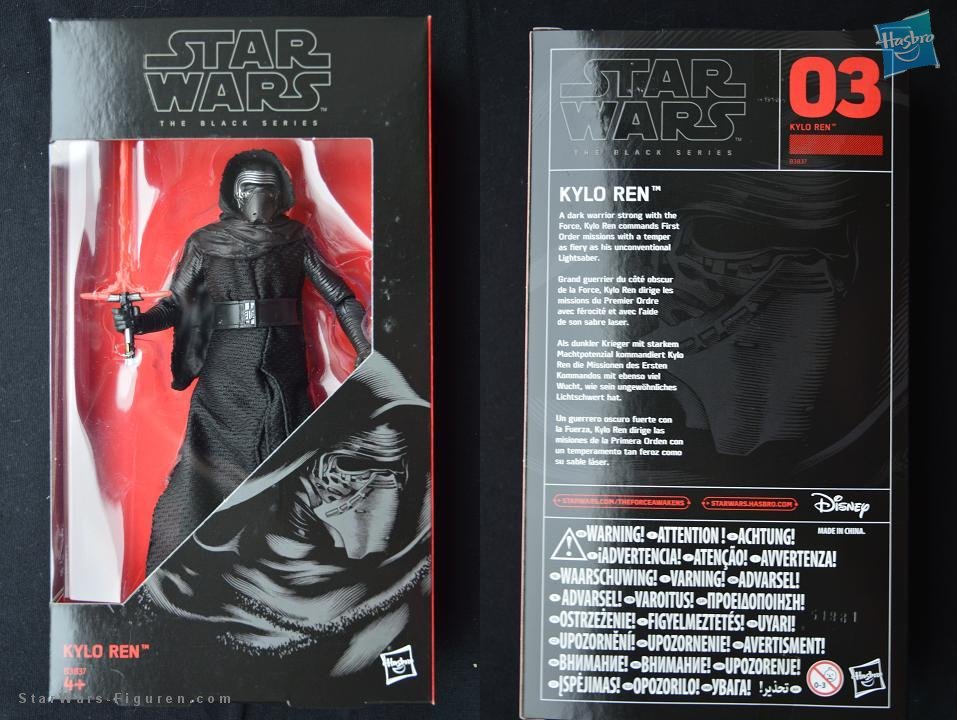 STAR
WARS™
THE BLACK SERIES
KYLO REN™
B3837
4+
Hasbro
StarWars-Figuren.com
Hasbro
STAR
WARS™
THE BLACK SERIES
03
KYLO REN™
B3837
KYLO REN™
A dark warrior strong with the
Force, Kylo Ren commands First
Order missions with a temper
as fiery as his unconventional
Lightsaber.
Grand guerrier du côté obscur
de la Force, Kylo Ren dirige les
missions du Premier Ordre
avec férocité et avec l'aide
de son sabre laser.
Als dunkler Krieger mit starkem
Machtpotenzial kommandiert Kylo
Ren die Missionen des Ersten
Kommandos mit ebenso viel
Wucht, wie sein ungewöhnliches
Lichtschwert hat.
Un guerrero oscuro fuerte con
la Fuerza, Kylo Ren dirige las
misiones de la Primera Orden con
un temperamento tan feroz como
su sable láser.
STARWARS.COM/THEFORCEAWAKENS
STARWARS.HASBRO.COM
Disney
WARNING! ATTENTION! ACHTUNG!
MADE IN CHINA.
¡ADVERTENCIA! ATENÇÃO! AVVERTENZA!
WAARSCHUWING! VARNING! ADVARSEL!
ADVARSEL! VAROITUS! ΠΡΟΕΙΔΟΠΟΙΗΣΗ!
OSTRZEŻENIE! FIGYELMEZTETÉS! UYARI!
UPOZORNĚNÍ! UPOZORNENIE! AVERTISMENT!
ВНИМАНИЕ! ВНИМАНИЕ! UPOZORENJE!
ĮSPĖJIMAS! OPOZORILO! УВАГА! تحذير!
0-3
Hasbro